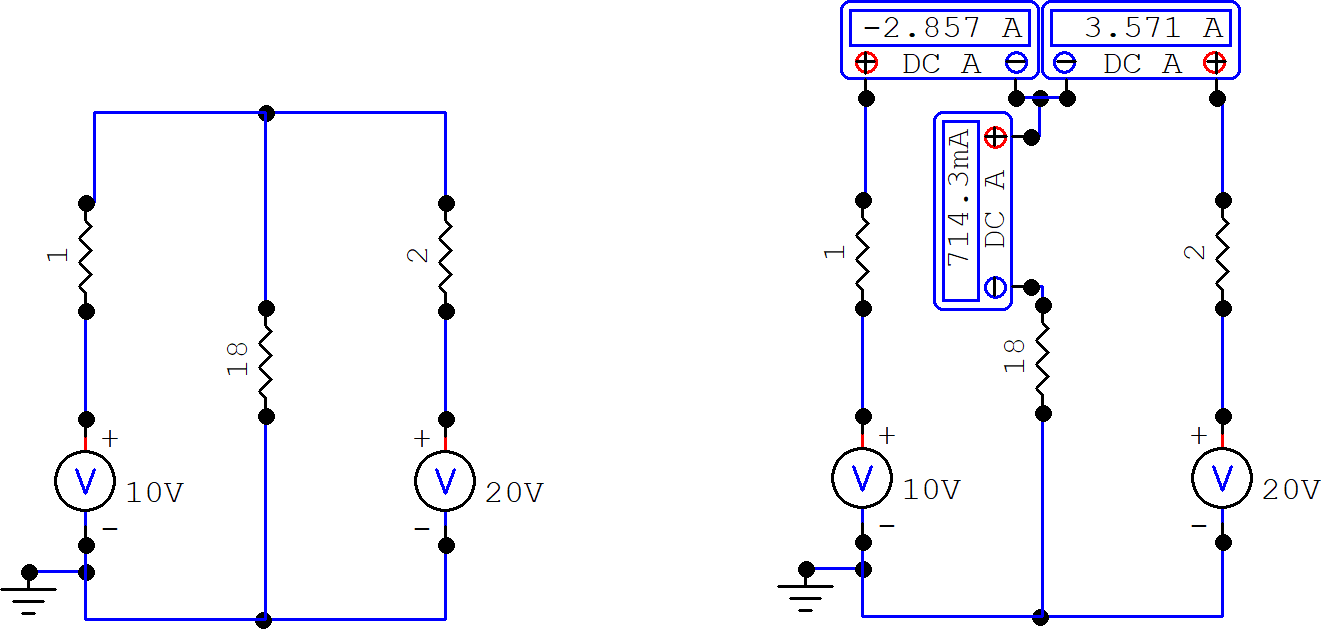 1
18
2
+
V
10V
-
+
V
20V
-
-2.857 A
+ DC A -
3.571 A
- DC A +
714.3mA
+ DC A -
1
18
2
+
V
10V
-
+
V
20V
-